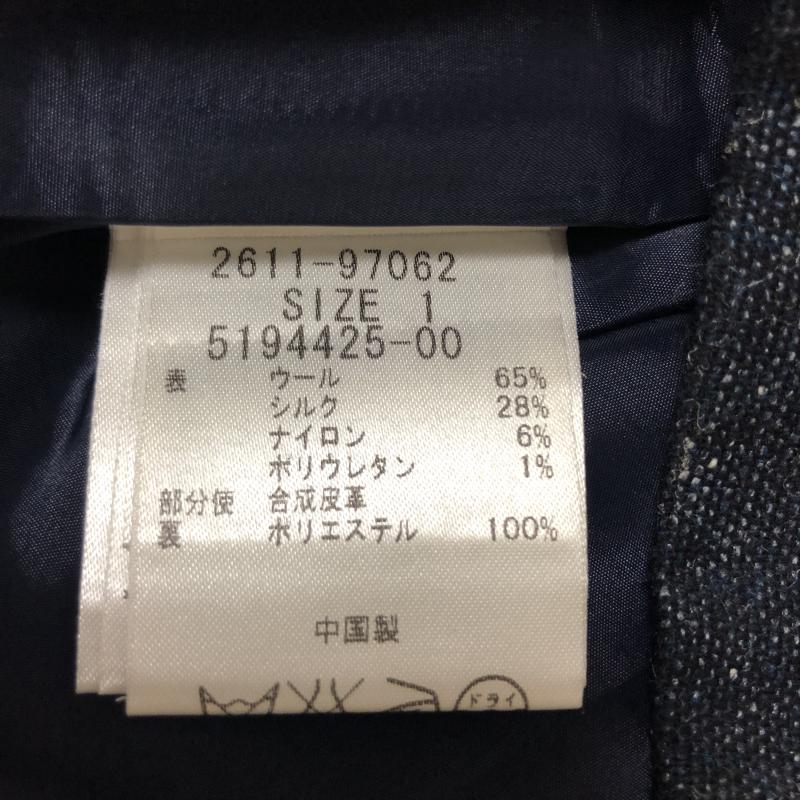 2611-97062
SIZE 1
5194425-00
表 ウール 65%
シルク 28%
ナイロン 6%
ポリウレタン 1%
部分使 合成皮革
裏 ポリエステル 100%
中国製
ドライ